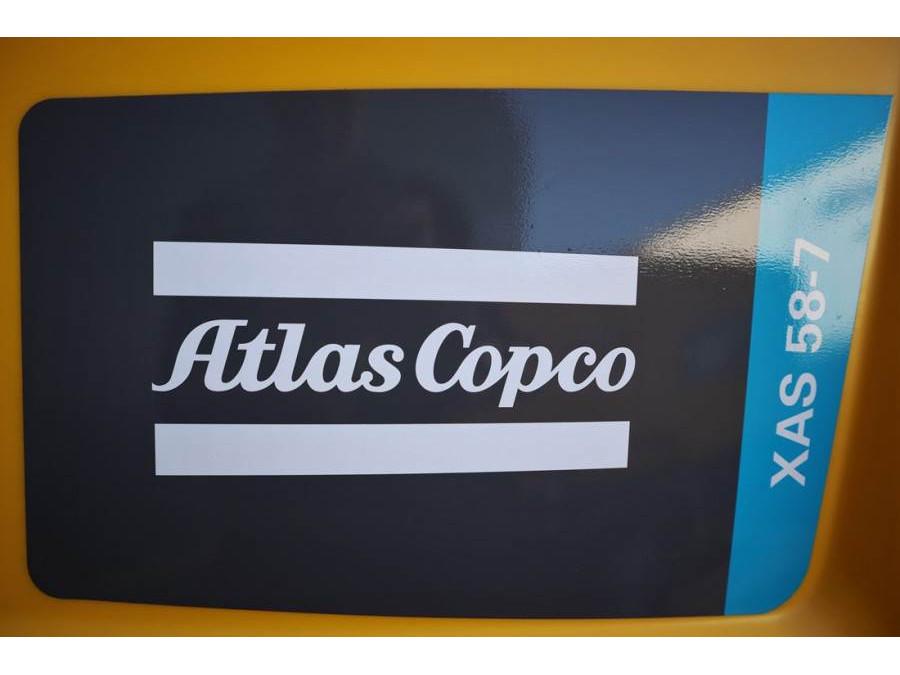 Atlas Copco
XAS 58-7